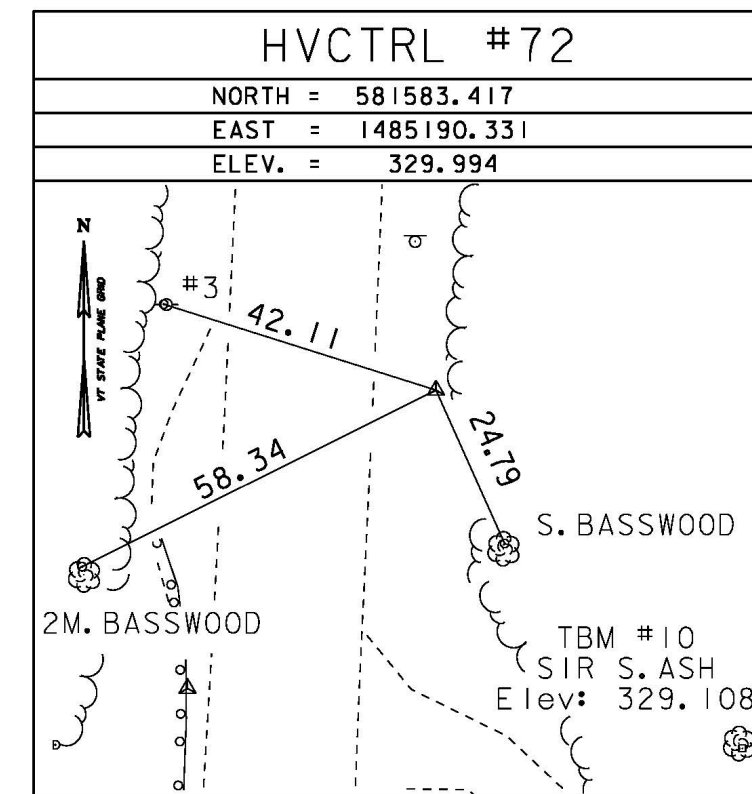 HVCTRL #72
NORTH = 581583.417
EAST = 1485190.331
ELEV. = 329.994
N
VT STATE PLANE GRID
#3
42.11
58.34
24.79
S. BASSWOOD
2M. BASSWOOD
TBM #10
SIR S. ASH
Elev: 329.108